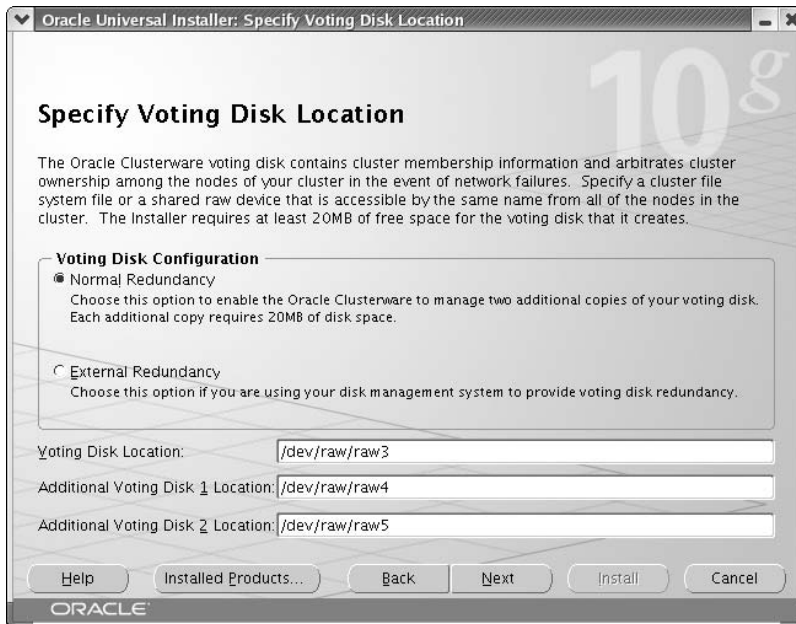 Oracle Universal Installer: Specify Voting Disk Location
10g
Specify Voting Disk Location
The Oracle Clusterware voting disk contains cluster membership information and arbitrates cluster
ownership among the nodes of your cluster in the event of network failures. Specify a cluster file
system file or a shared raw device that is accessible by the same name from all of the nodes in the
cluster. The Installer requires at least 20MB of free space for the voting disk that it creates.
Voting Disk Configuration
Normal Redundancy
Choose this option to enable the Oracle Clusterware to manage two additional copies of your voting disk.
Each additional copy requires 20MB of disk space.
External Redundancy
Choose this option if you are using your disk management system to provide voting disk redundancy.
Voting Disk Location: /dev/raw/raw3
Additional Voting Disk 1 Location: /dev/raw/raw4
Additional Voting Disk 2 Location: /dev/raw/raw5
Help Installed Products... Back Next Install Cancel
ORACLE